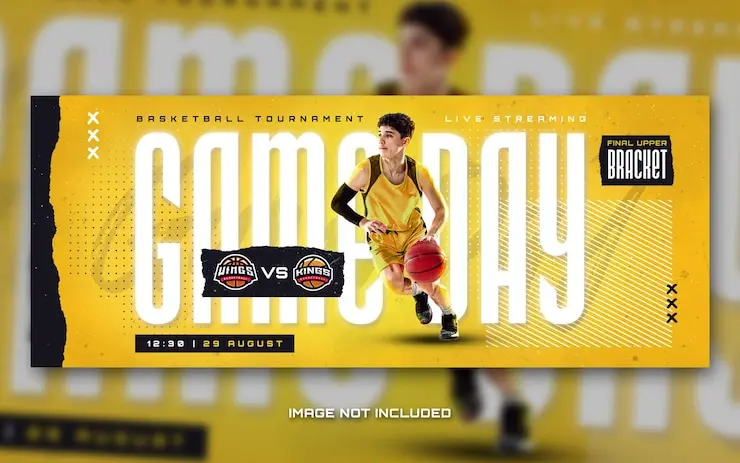 BASKETBALL TOURNAMENT
LIVE STREAMING
GAME DAY
FINAL UPPER
BRACKET
WINGS
VS
KINGS
12:30 | 29 AUGUST
IMAGE NOT INCLUDED